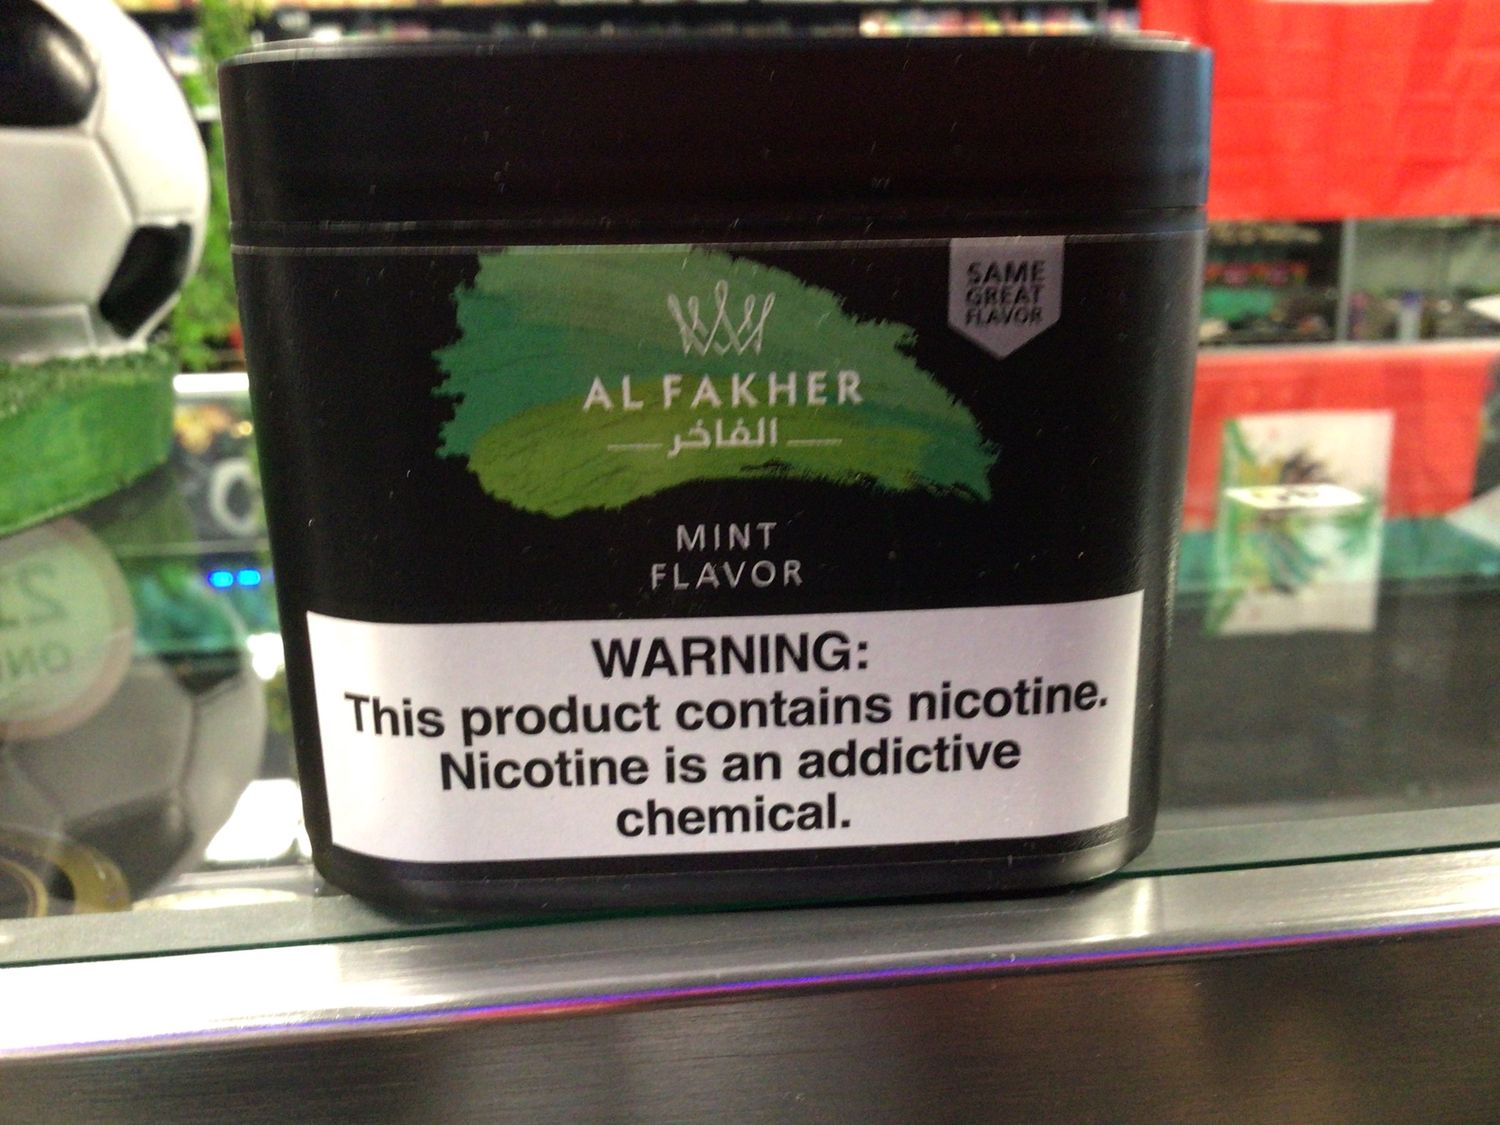 SAME
GREAT
FLAVOR
AL FAKHER
الفاخر
MINT
FLAVOR
WARNING:
This product contains nicotine.
Nicotine is an addictive
chemical.